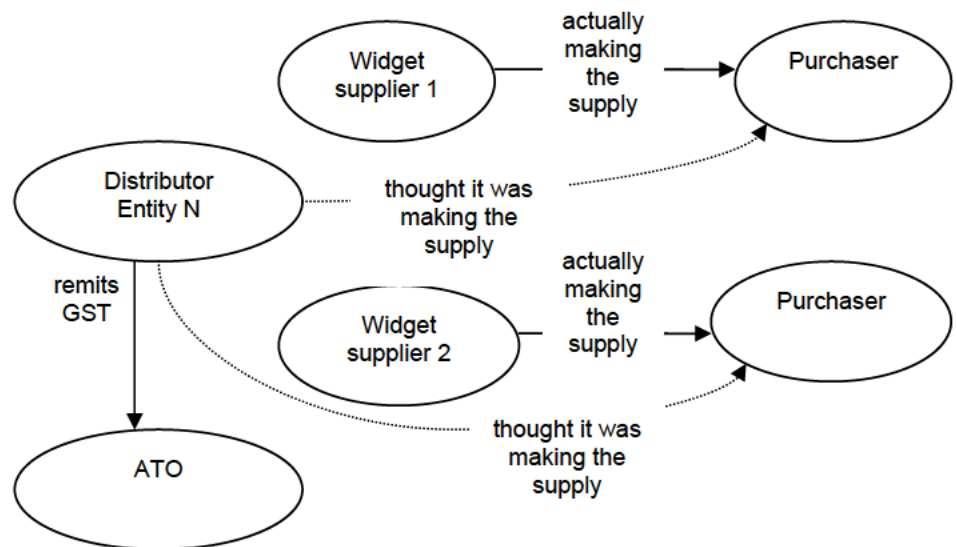 actually
making
the
supply
Widget
supplier 1
Purchaser
Distributor
Entity N
thought it was
making the
supply
remits
GST
actually
making
the
supply
Widget
supplier 2
Purchaser
thought it was
making the
supply
ATO